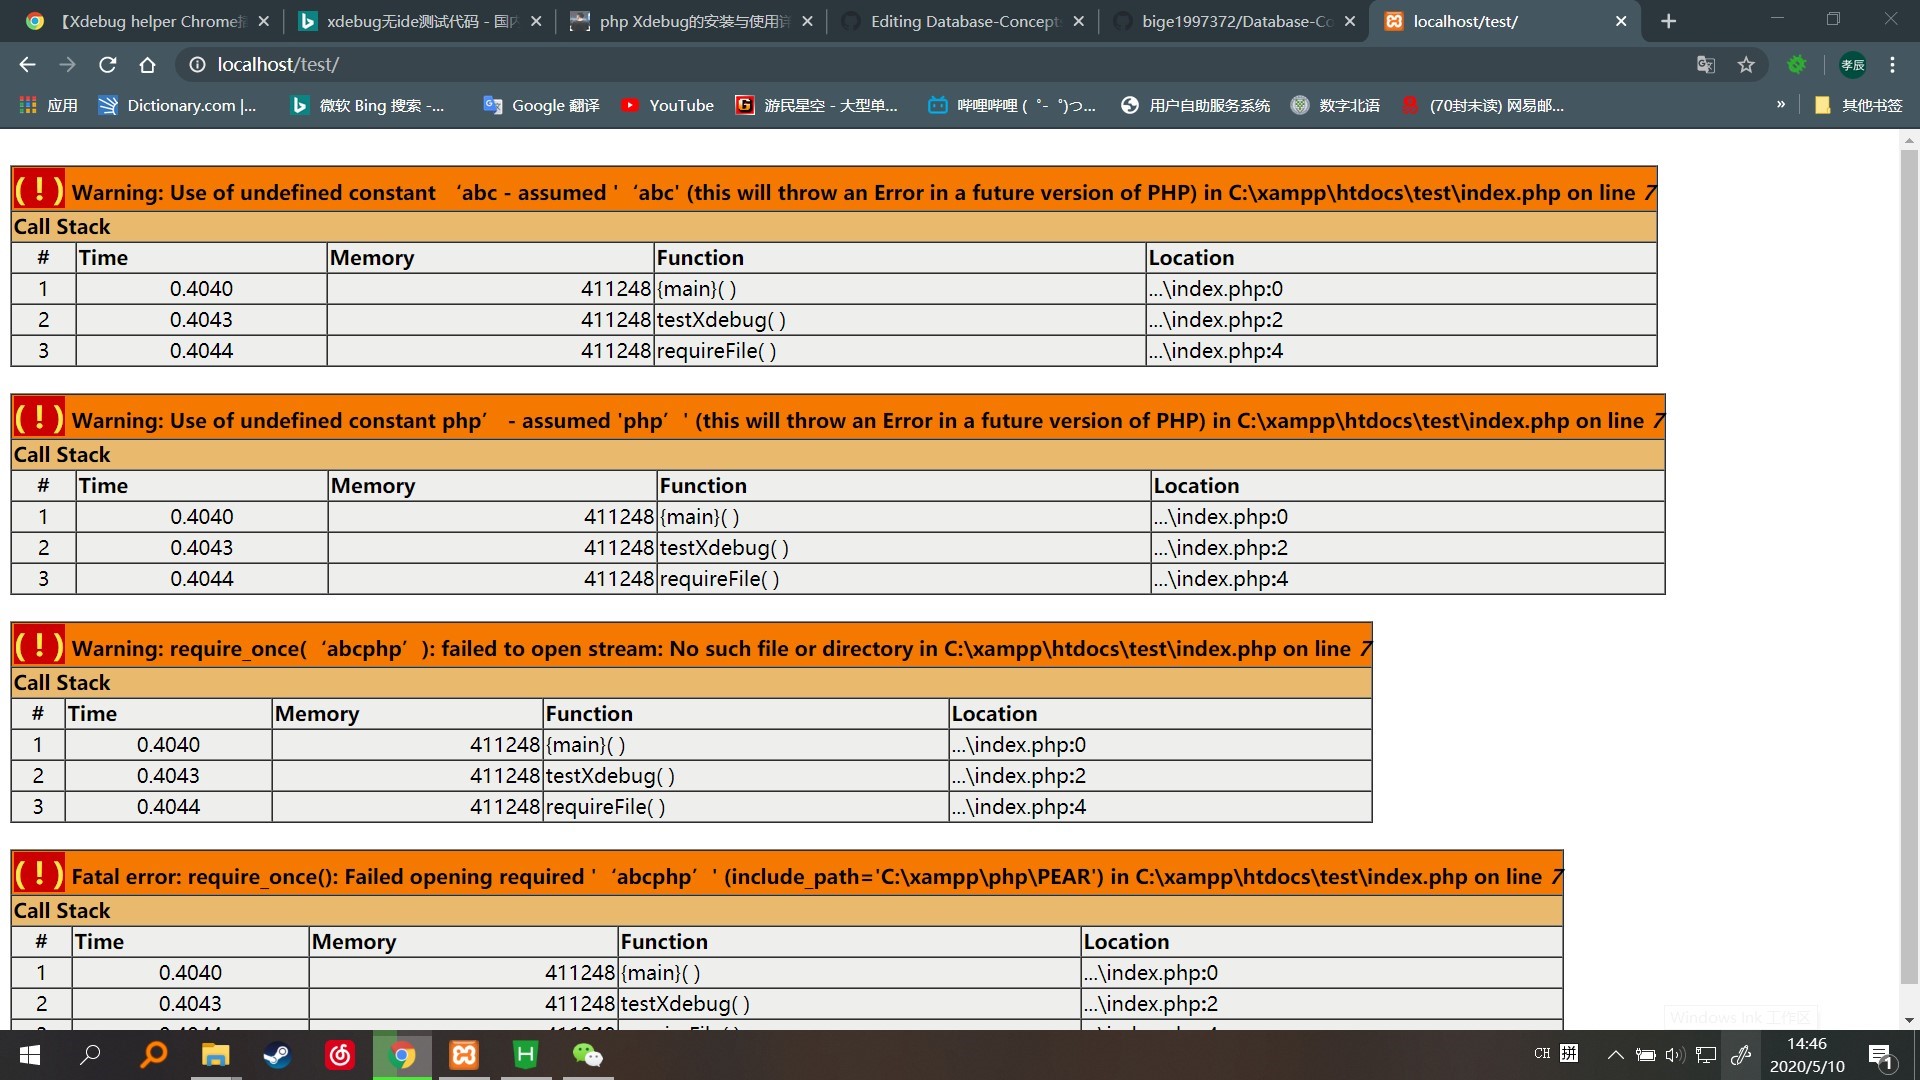 【Xdebug helper Chrome插
xdebug无ide测试代码 - 国内
php Xdebug的安装与使用详
Editing Database-Concepts
bige1997372/Database-Co
localhost/test/
localhost/test/
孝辰
应用
Dictionary.com |...
微软 Bing 搜索 -...
Google 翻译
YouTube
游民星空 - 大型单...
哔哩哔哩 (゜-゜)つ...
用户自助服务系统
数字北语
(70封未读) 网易邮...
»
其他书签
( ! ) Warning: Use of undefined constant ‘abc - assumed '‘abc' (this will throw an Error in a future version of PHP) in C:\xampp\htdocs\test\index.php on line 7
Call Stack
# Time Memory Function Location
1 0.4040 411248 {main}( ) ...\index.php:0
2 0.4043 411248 testXdebug( ) ...\index.php:2
3 0.4044 411248 requireFile( ) ...\index.php:4
( ! ) Warning: Use of undefined constant php’ - assumed 'php’' (this will throw an Error in a future version of PHP) in C:\xampp\htdocs\test\index.php on line 7
Call Stack
# Time Memory Function Location
1 0.4040 411248 {main}( ) ...\index.php:0
2 0.4043 411248 testXdebug( ) ...\index.php:2
3 0.4044 411248 requireFile( ) ...\index.php:4
( ! ) Warning: require_once(‘abcphp’): failed to open stream: No such file or directory in C:\xampp\htdocs\test\index.php on line 7
Call Stack
# Time Memory Function Location
1 0.4040 411248 {main}( ) ...\index.php:0
2 0.4043 411248 testXdebug( ) ...\index.php:2
3 0.4044 411248 requireFile( ) ...\index.php:4
( ! ) Fatal error: require_once(): Failed opening required '‘abcphp’' (include_path='C:\xampp\php\PEAR') in C:\xampp\htdocs\test\index.php on line 7
Call Stack
# Time Memory Function Location
1 0.4040 411248 {main}( ) ...\index.php:0
2 0.4043 411248 testXdebug( ) ...\index.php:2
Windows Ink 工作区
CH 拼
14:46
2020/5/10
1